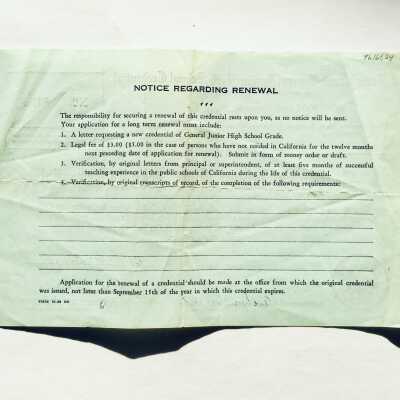 NOTICE REGARDING RENEWAL
The responsibility for securing a renewal of this credential rests upon you, as no notice will be sent.
Your application for a long term renewal must include:
1. A letter requesting a new credential of General Junior High School Grade.
2. Legal fee of $3.00 ($5.00 in the case of persons who have not resided in California for the twelve months
next preceding date of application for renewal). Submit in form of money order or draft.
3. Verification, by original letters from principal or superintendent, of at least five months of successful
teaching experience in the public schools of California during the life of this credential.
4. Verification, by original transcripts of record, of the completion of the following requirements:
Application for the renewal of a credential should be made at the office from which the original credential
was issued, not later than September 15th of the year in which this credential expires.